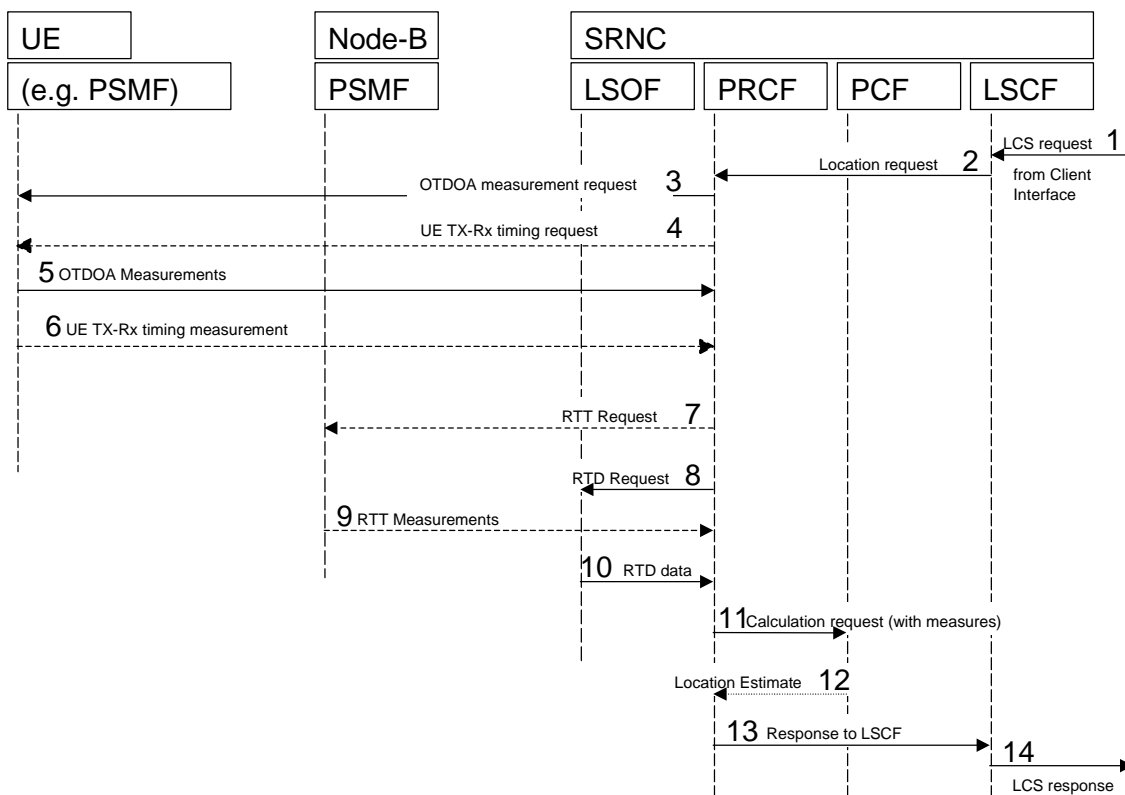 UE
Node-B
SRNC
(e.g. PSMF)
PSMF
LSOF
PRCF
PCF
LSCF
LCS request 1
from Client
Interface
Location request 2
OTDOA measurement request 3
UE TX-Rx timing request 4
5 OTDOA Measurements
6 UE TX-Rx timing measurement
RTT Request 7
RTD Request 8
9 RTT Measurements
10 RTD data
11 Calculation request (with measures)
Location Estimate 12
13 Response to LSCF
14
LCS response